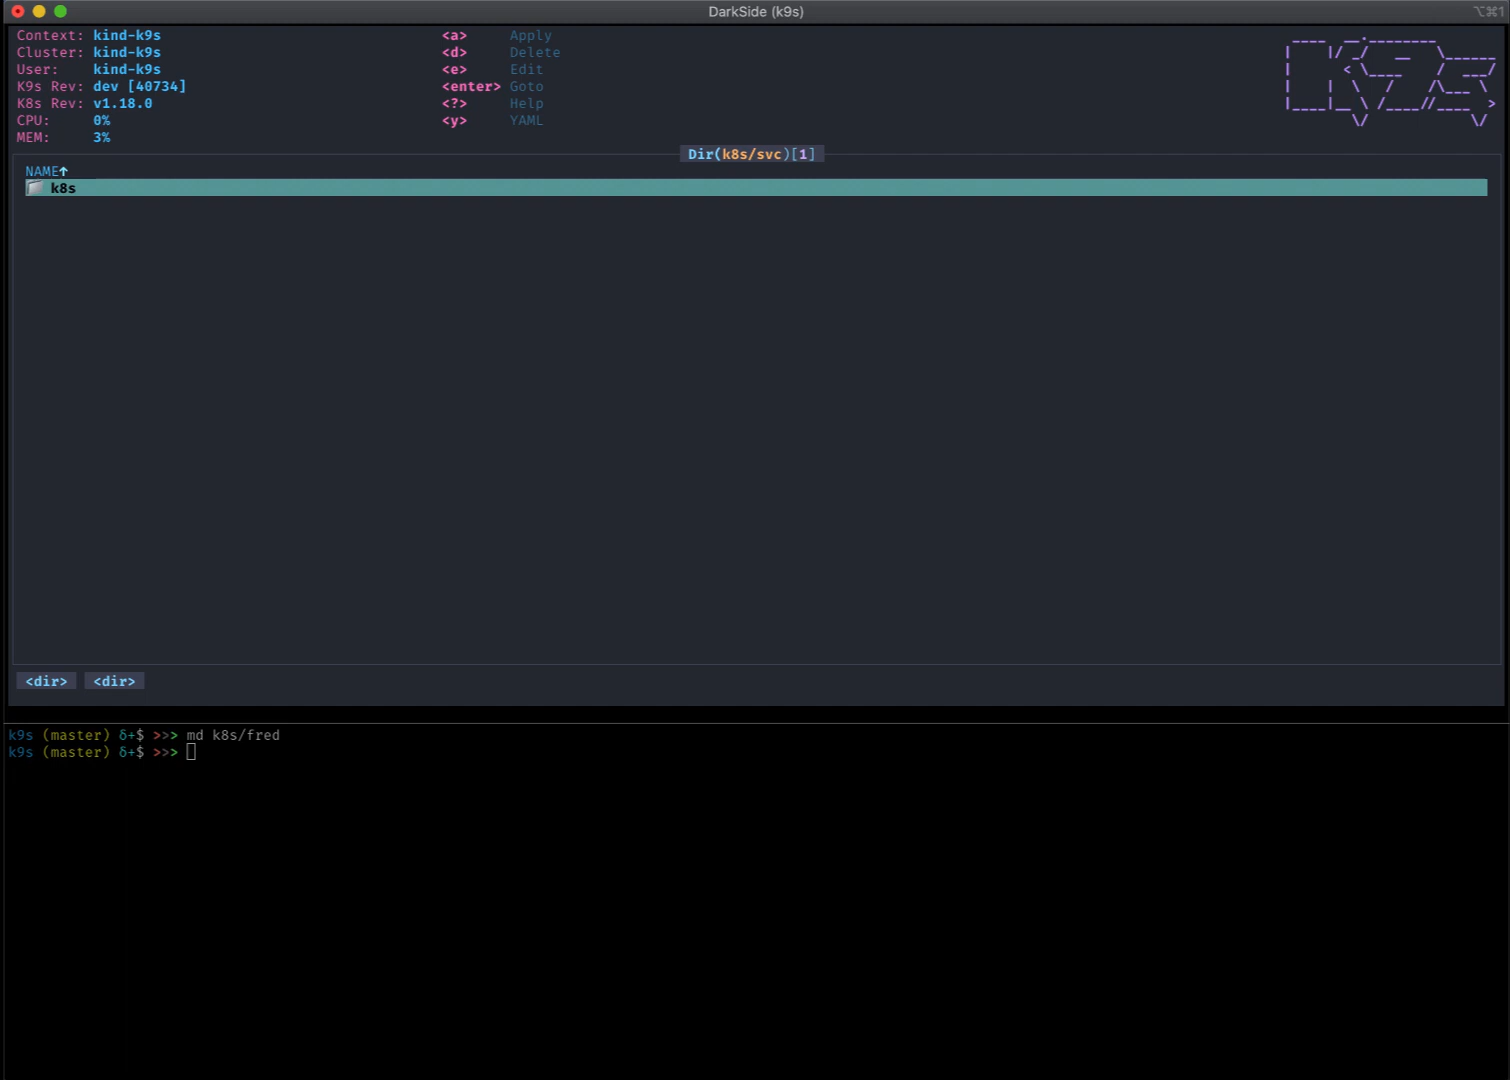 DarkSide (k9s)
⌥⌘1
Context: kind-k9s
Cluster: kind-k9s
User: kind-k9s
K9s Rev: dev [40734]
K8s Rev: v1.18.0
CPU: 0%
MEM: 3%
<a> Apply
<d> Delete
<e> Edit
<enter> Goto
<?> Help
<y> YAML
Dir(k8s/svc)[1]
NAME↑
k8s
<dir> <dir>
k9s (master) δ+$ >>> md k8s/fred
k9s (master) δ+$ >>>